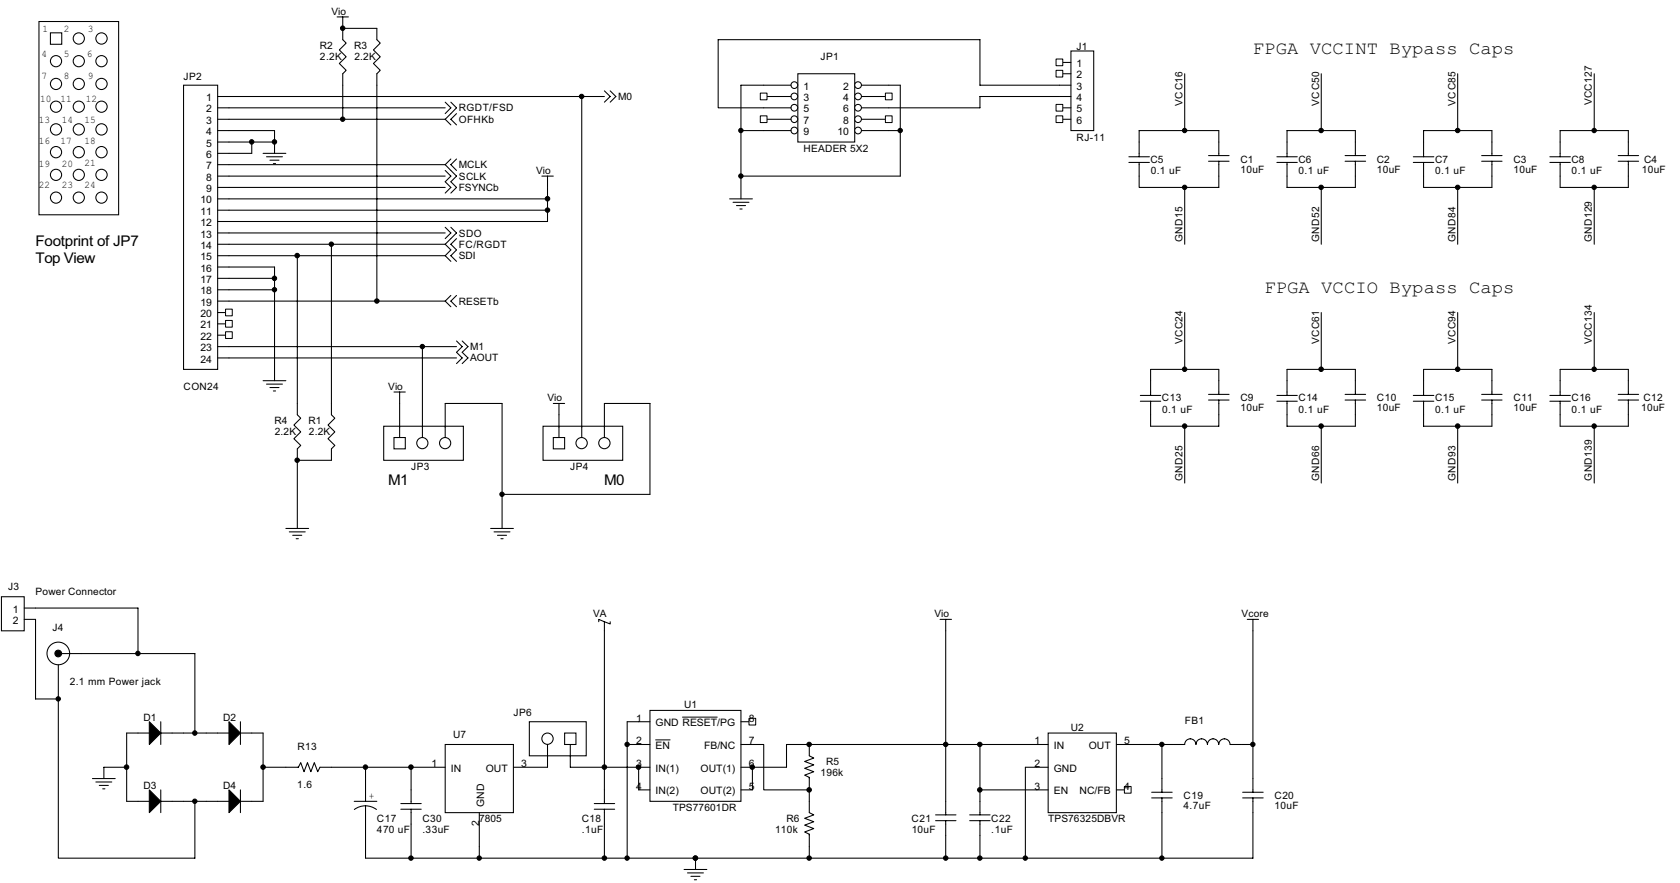 1 2 3
4 5 6
7 8 9
10 11 12
13 14 15
16 17 18
19 20 21
22 23 24
Footprint of JP7
Top View
Vio
R2
2.2K
R3
2.2K
JP2
1
2
3
4
5
6
7
8
9
10
11
12
13
14
15
16
17
18
19
20
21
22
23
24
CON24
M0
RGDT/FSD
OFHKb
MCLK
SCLK
FSYNCb
Vio
SDO
FC/RGDT
SDI
RESETb
M1
AOUT
R4
2.2K
R1
2.2K
Vio
JP3
M1
Vio
JP4
M0
JP1
1 2
3 4
5 6
7 8
9 10
HEADER 5X2
J1
1
2
3
4
5
6
RJ-11
FPGA VCCINT Bypass Caps
VCC16
C5
0.1 uF
C1
10uF
GND15
VCC50
C6
0.1 uF
C2
10uF
GND52
VCC85
C7
0.1 uF
C3
10uF
GND84
VCC127
C8
0.1 uF
C4
10uF
GND129
FPGA VCCIO Bypass Caps
VCC24
C13
0.1 uF
C9
10uF
GND25
VCC61
C14
0.1 uF
C10
10uF
GND66
VCC94
C15
0.1 uF
C11
10uF
GND93
VCC134
C16
0.1 uF
C12
10uF
GND139
J3
Power Connector
1
2
J4
2.1 mm Power jack
D1
D2
D3
D4
R13
1.6
C17
470 uF
+
C30
.33uF
U7
1 IN OUT 3
GND
2
7805
JP6
VA
C18
.1uF
U1
1 GND RESET/PG 8
2 EN FB/NC 7
3 IN(1) OUT(1) 6
4 IN(2) OUT(2) 5
TPS77601DR
R5
196k
R6
110k
Vio
C21
10uF
C22
.1uF
U2
1 IN OUT 5
2 GND
3 EN NC/FB 4
TPS76325DBVR
FB1
C19
4.7uF
Vcore
C20
10uF